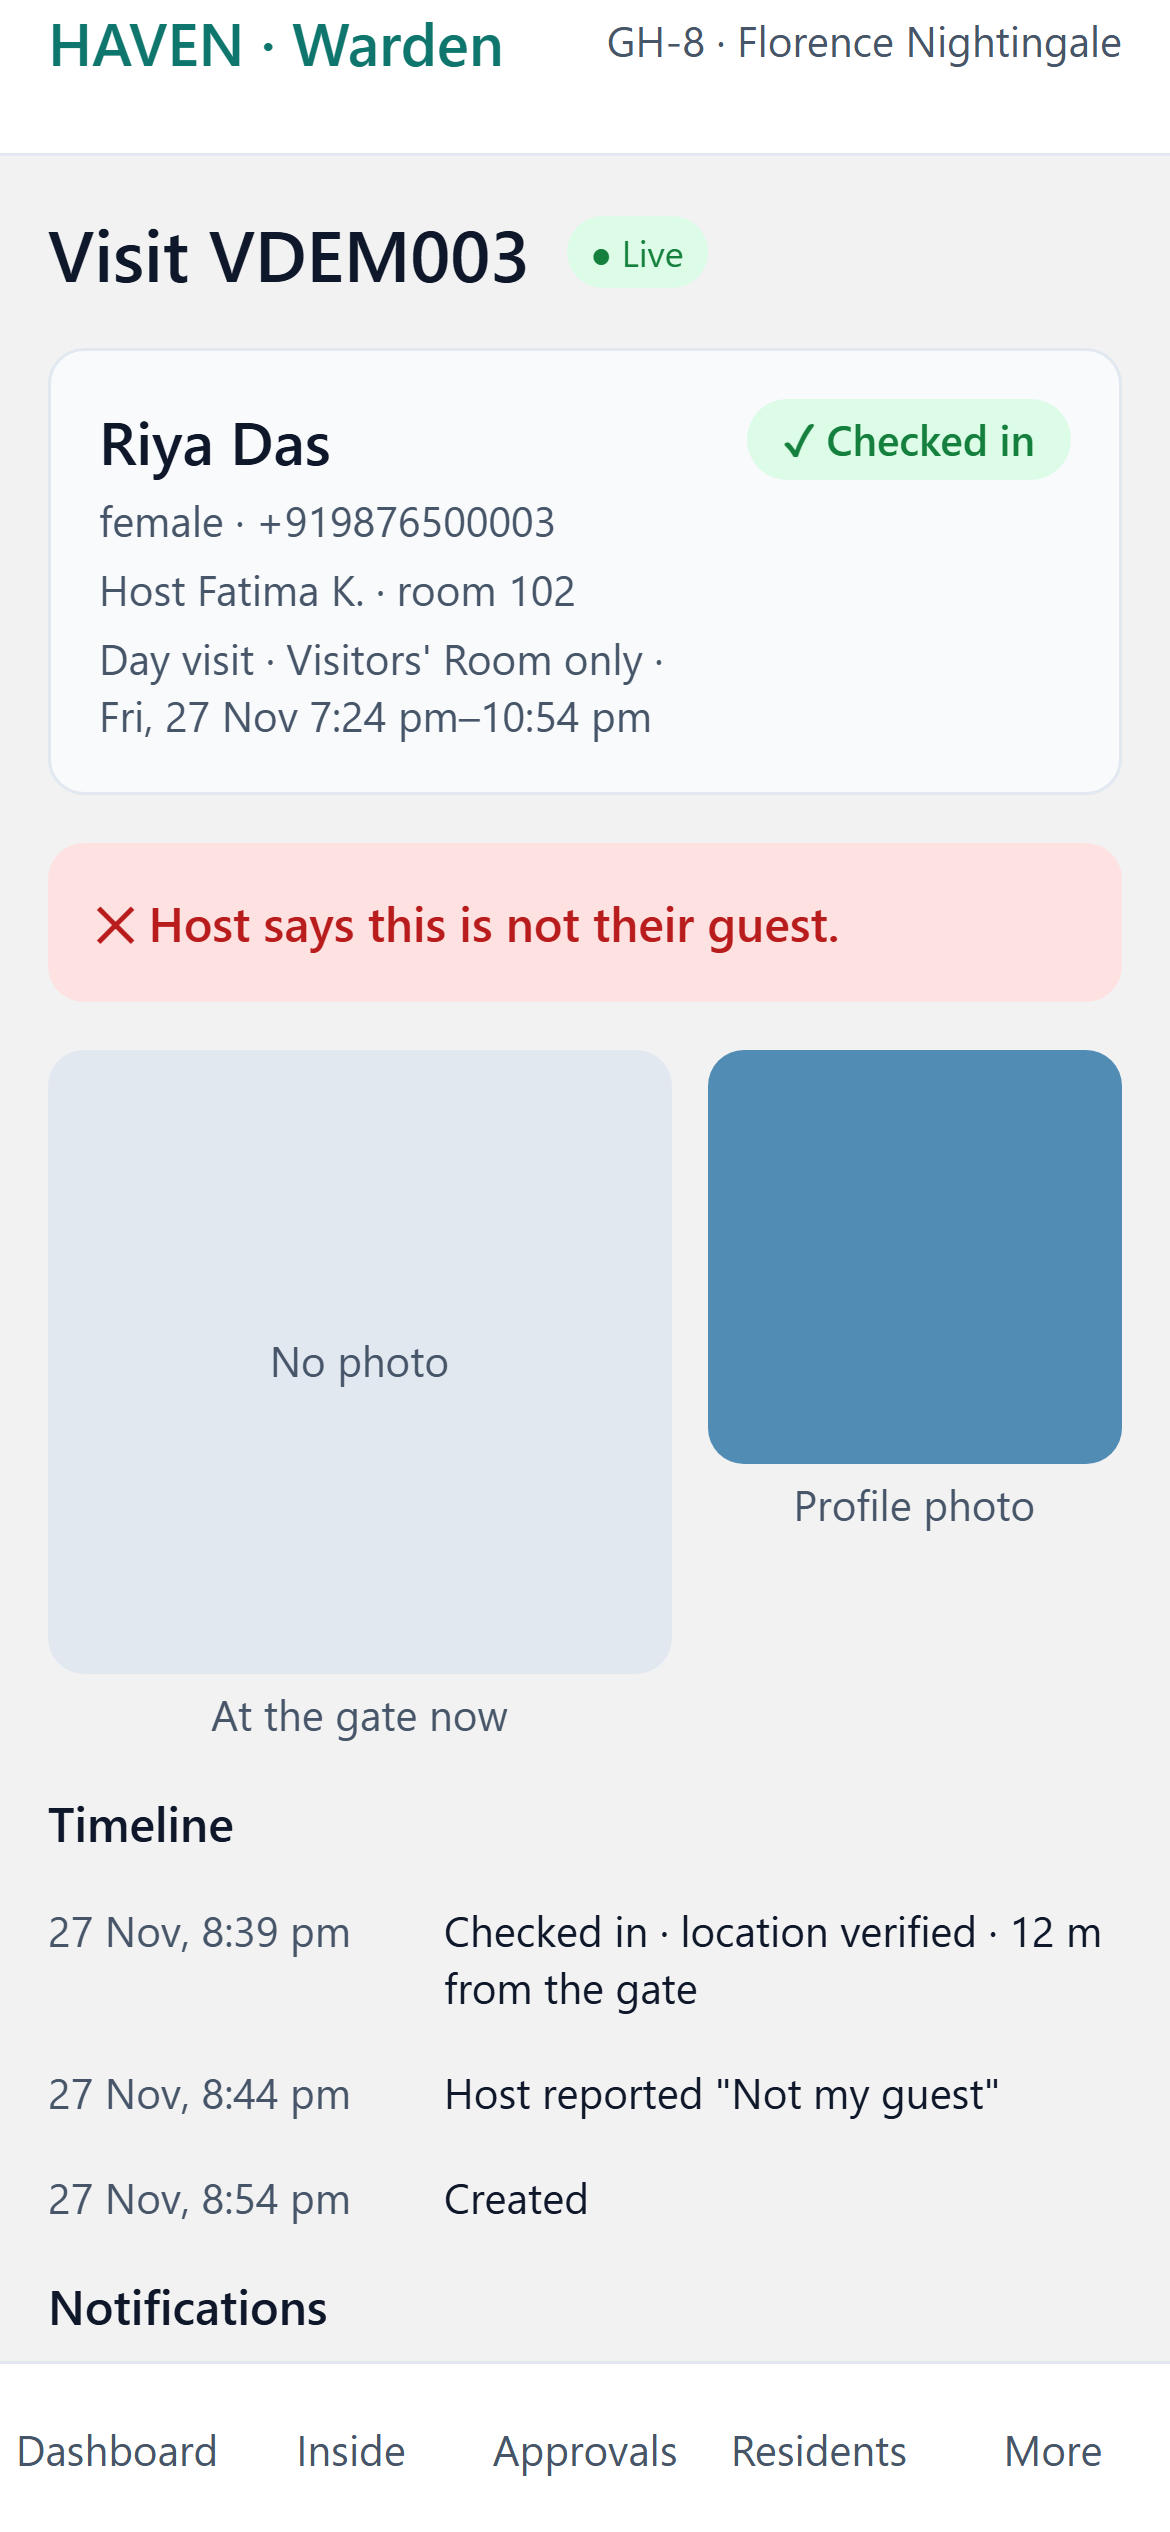 HAVEN · Warden
GH-8 · Florence Nightingale
Visit VDEM003
● Live
Riya Das
✓ Checked in
female · +919876500003
Host Fatima K. · room 102
Day visit · Visitors' Room only ·
Fri, 27 Nov 7:24 pm–10:54 pm
✕ Host says this is not their guest.
No photo
Profile photo
At the gate now
Timeline
27 Nov, 8:39 pm
Checked in · location verified · 12 m
from the gate
27 Nov, 8:44 pm
Host reported "Not my guest"
27 Nov, 8:54 pm
Created
Notifications
Dashboard
Inside
Approvals
Residents
More